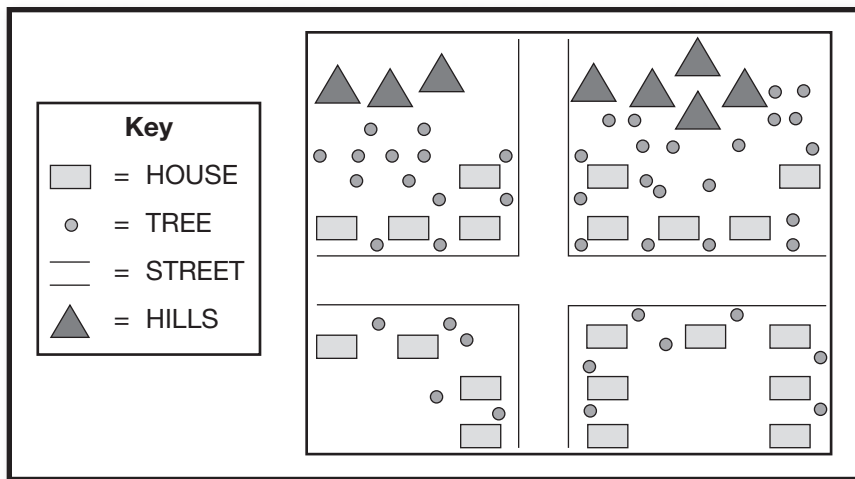 Key
= HOUSE
= TREE
= STREET
= HILLS